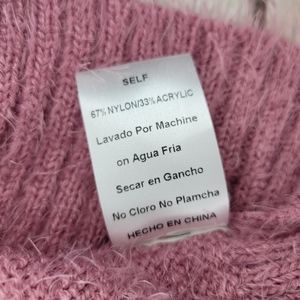 SELF
67% NYLON/33% ACRYLIC
Lavado Por Machine
on Agua Fria
Secar en Gancho
No Cloro No Plamcha
HECHO EN CHINA